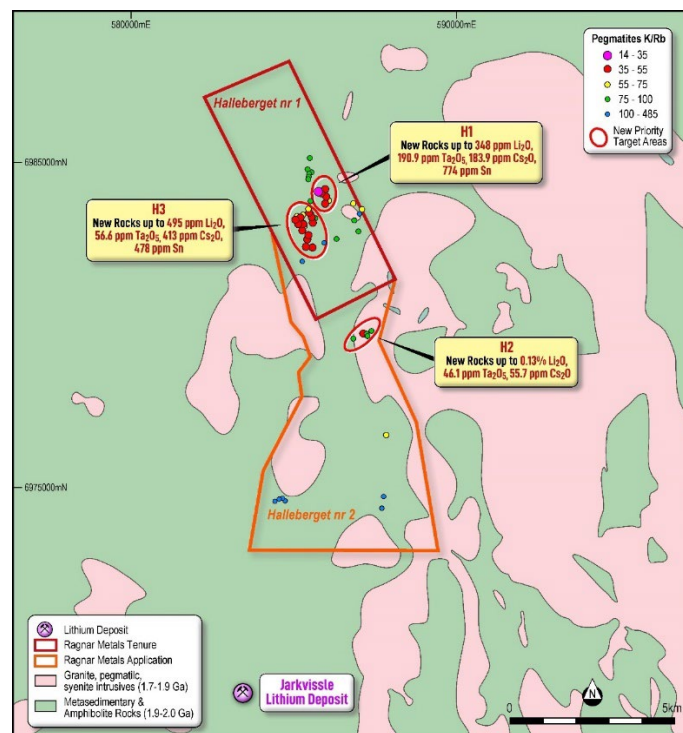 580000mE
590000mE
Pegmatites K/Rb
14 - 35
35 - 55
55 - 75
75 - 100
100 - 485
New Priority
Target Areas
Halleberget nr 1
H1
New Rocks up to 348 ppm Li₂O,
190.9 ppm Ta₂O₅, 183.9 ppm Cs₂O,
774 ppm Sn
6985000mN
H3
New Rocks up to 495 ppm Li₂O,
56.6 ppm Ta₂O₅, 413 ppm Cs₂O,
478 ppm Sn
H2
New Rocks up to 0.13% Li₂O,
46.1 ppm Ta₂O₅, 55.7 ppm Cs₂O
6975000mN
Halleberget nr 2
Lithium Deposit
Ragnar Metals Tenure
Ragnar Metals Application
Granite, pegmatilc,
syenite intrusives (1.7-1.9 Ga)
Metasedimentary &
Amphibolite Rocks (1.9-2.0 Ga)
Jarkvissle
Lithium Deposit
N
0
5km